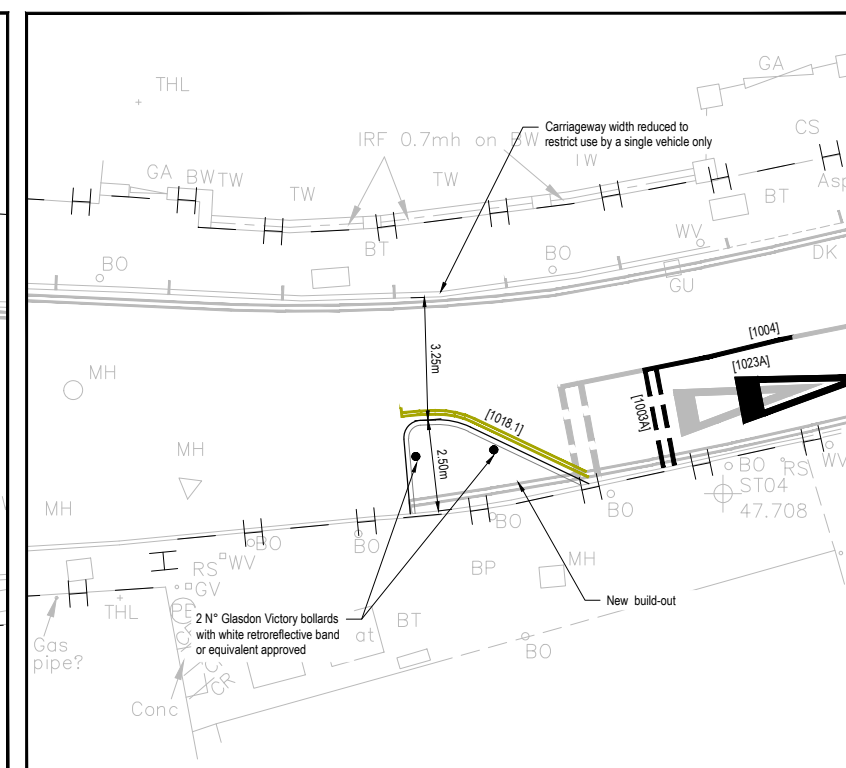 GA
THL
Carriageway width reduced to
restrict use by a single vehicle only
CS
IRF 0.7mh on BW
TW
GA BW TW
TW
TW
BT
Asp
BT
WV
BO
BO
DK
GU
[1004]
3.25m
[1023A]
MH
[1003A]
[1018.1]
MH
2.50m
BO
RS
WV
ST04
47.708
MH
BO
BO
BO
BO
RS
WV
GV
BP
MH
THL
PB
2 N° Glasdon Victory bollards
with white retroreflective band
or equivalent approved
New build-out
BT
at
Gas
pipe?
BO
CR
Conc